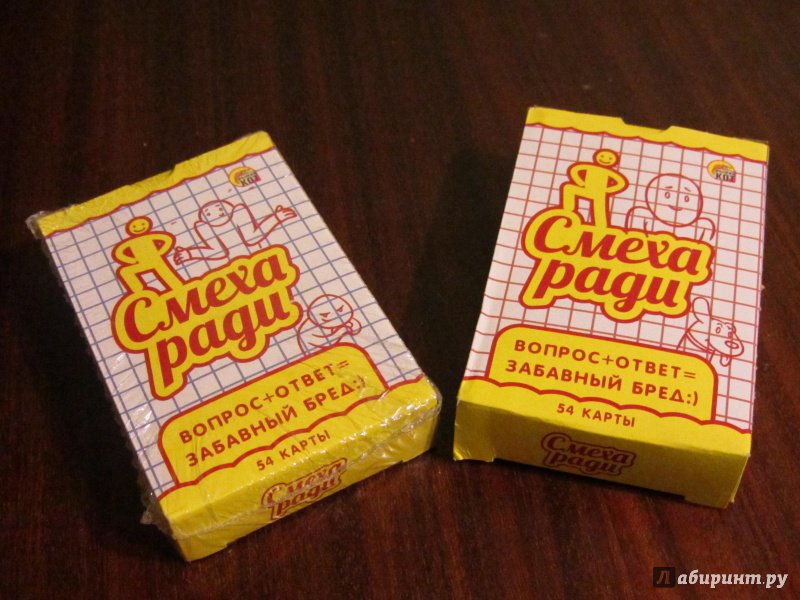 Смеха
ради
ВОПРОС+ОТВЕТ=
ЗАБАВНЫЙ БРЕД:)
54 КАРТЫ
Смеха
ради
Смеха
ради
ВОПРОС+ОТВЕТ=
ЗАБАВНЫЙ БРЕД:)
54 КАРТЫ
Смеха
ради
Лабиринт.ру